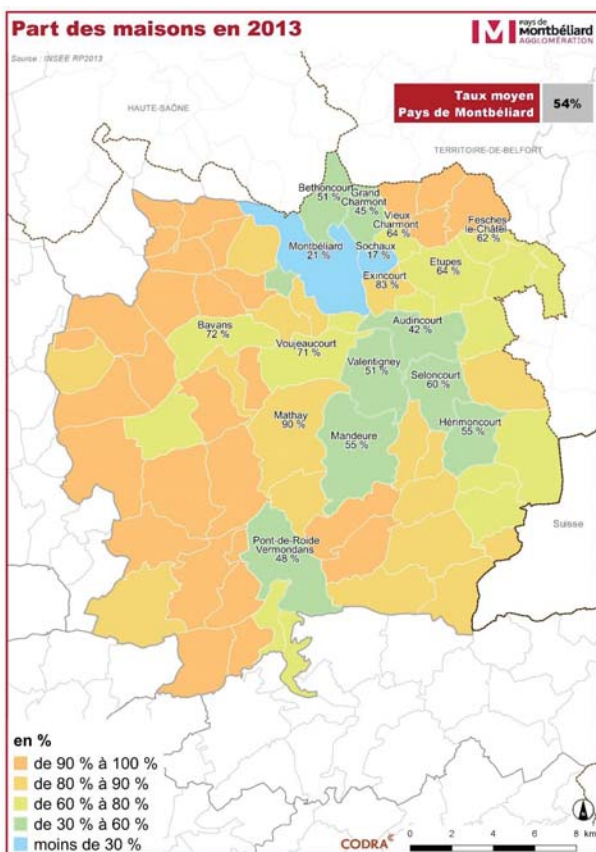 Part des maisons en 2013
Pays de
Montbéliard
AGGLOMÉRATION
Source : INSEE RP2013
Taux moyen
Pays de Montbéliard
54%
HAUTE-SAÔNE
TERRITOIRE-DE-BELFORT
Bethoncourt
51 %
Grand
Charmont
45 %
Vieux
Charmont
64 %
Fesches
le-Châtel
62 %
Montbéliard
21 %
Sochaux
17 %
Exincourt
83 %
Etupes
64 %
Bavans
72 %
Voujeaucourt
71 %
Audincourt
42 %
Valentigney
51 %
Seloncourt
60 %
Mathay
90 %
Mandeure
55 %
Hérimoncourt
55 %
Pont-de-Roide
Vermondans
48 %
Suisse
en %
de 90 % à 100 %
de 80 % à 90 %
de 60 % à 80 %
de 30 % à 60 %
moins de 30 %
CODRA
0 2 4 6 8 km